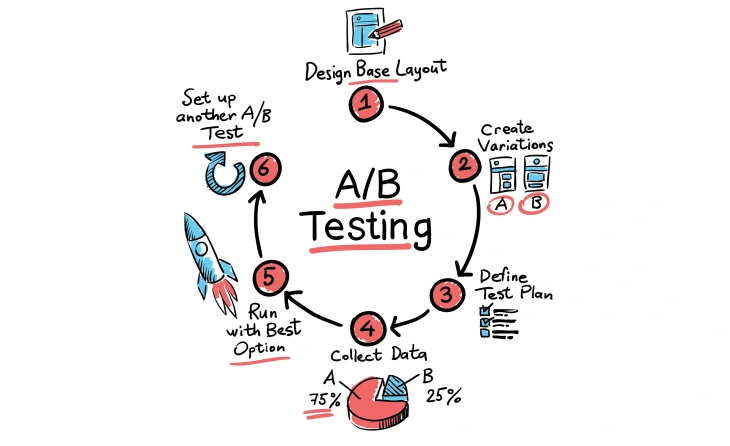 A/B
Testing
Design Base Layout
1
2
Create
Variations
A B
3
Define
Test Plan
4
Collect Data
A
75%
B
25%
5
Run
with Best
Option
6
Set up
another A/B
Test